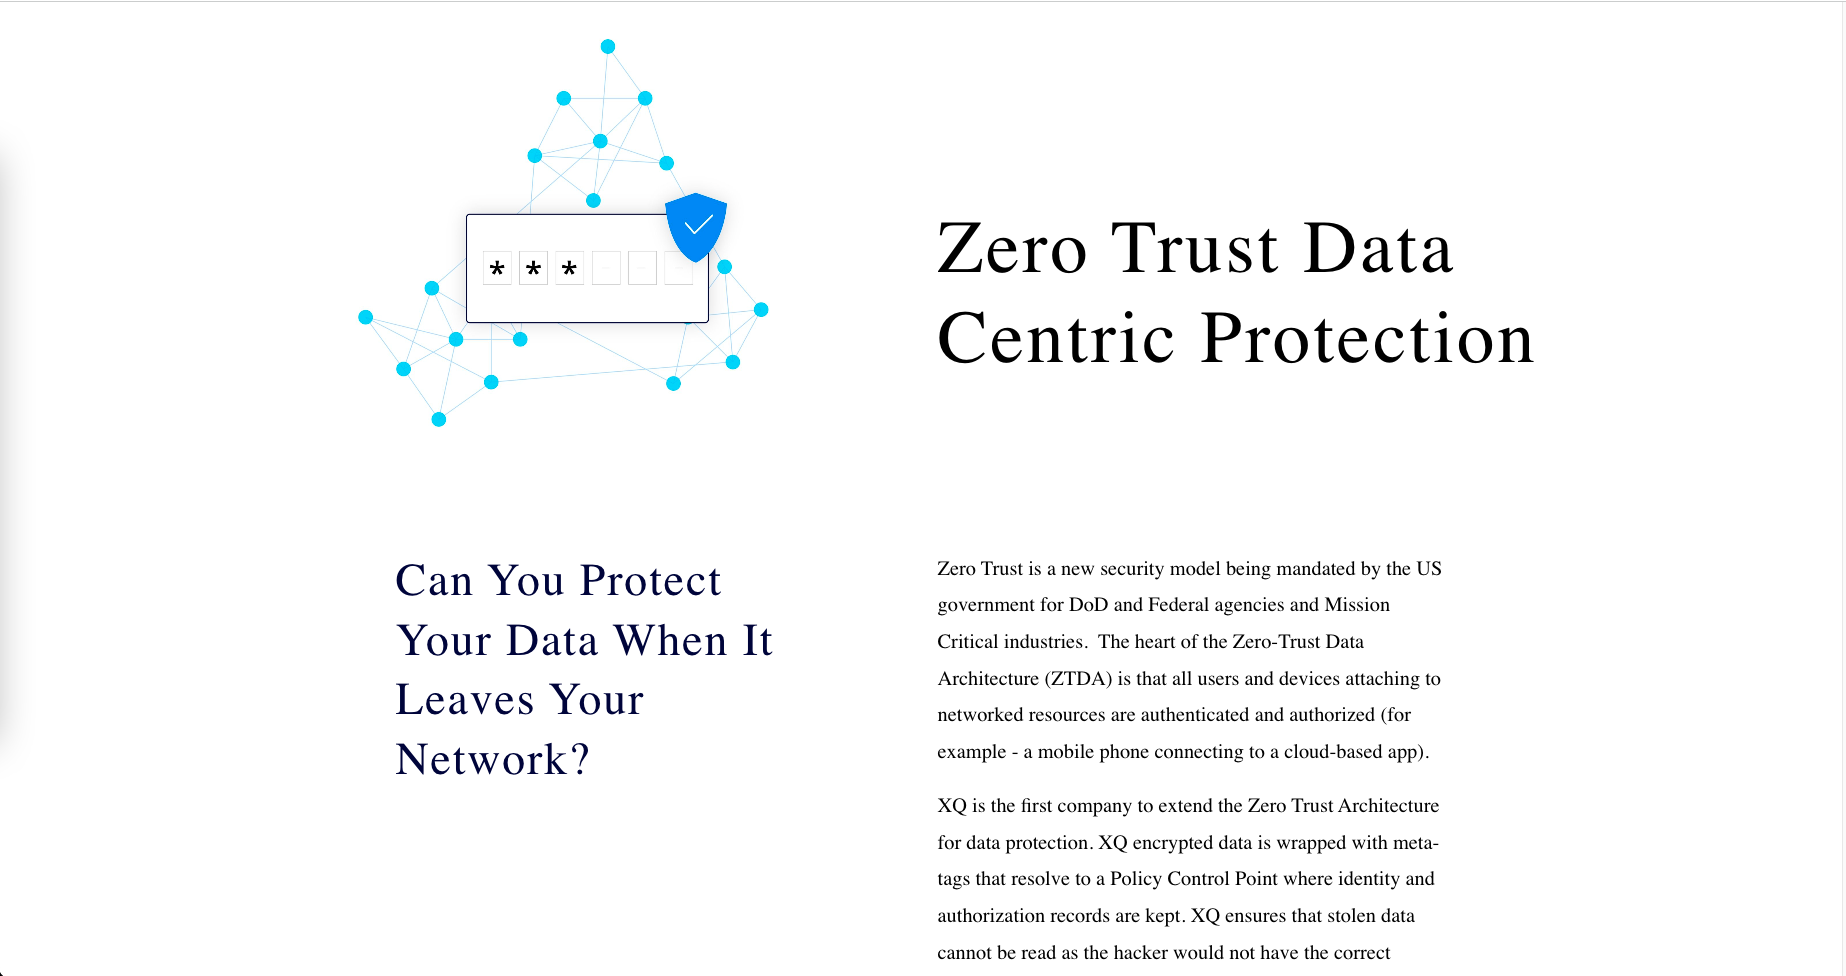 * * *
Zero Trust Data
Centric Protection
Can You Protect
Your Data When It
Leaves Your
Network?
Zero Trust is a new security model being mandated by the US
government for DoD and Federal agencies and Mission
Critical industries.  The heart of the Zero-Trust Data
Architecture (ZTDA) is that all users and devices attaching to
networked resources are authenticated and authorized (for
example - a mobile phone connecting to a cloud-based app).
XQ is the first company to extend the Zero Trust Architecture
for data protection. XQ encrypted data is wrapped with meta-
tags that resolve to a Policy Control Point where identity and
authorization records are kept. XQ ensures that stolen data
cannot be read as the hacker would not have the correct